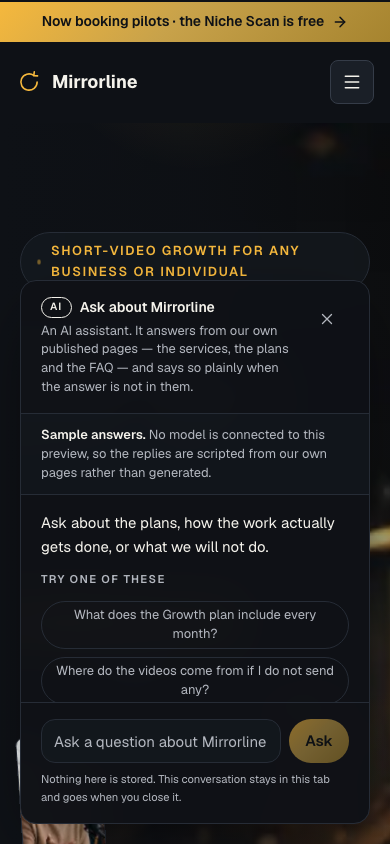 Now booking pilots · the Niche Scan is free →
Mirrorline
SHORT-VIDEO GROWTH FOR ANY
BUSINESS OR INDIVIDUAL
AI Ask about Mirrorline
An AI assistant. It answers from our own
published pages — the services, the plans
and the FAQ — and says so plainly when
the answer is not in them.
Sample answers. No model is connected to this
preview, so the replies are scripted from our own
pages rather than generated.
Ask about the plans, how the work actually
gets done, or what we will not do.
TRY ONE OF THESE
What does the Growth plan include every
month?
Where do the videos come from if I do not send
any?
Ask a question about Mirrorline
Ask
Nothing here is stored. This conversation stays in this tab
and goes when you close it.